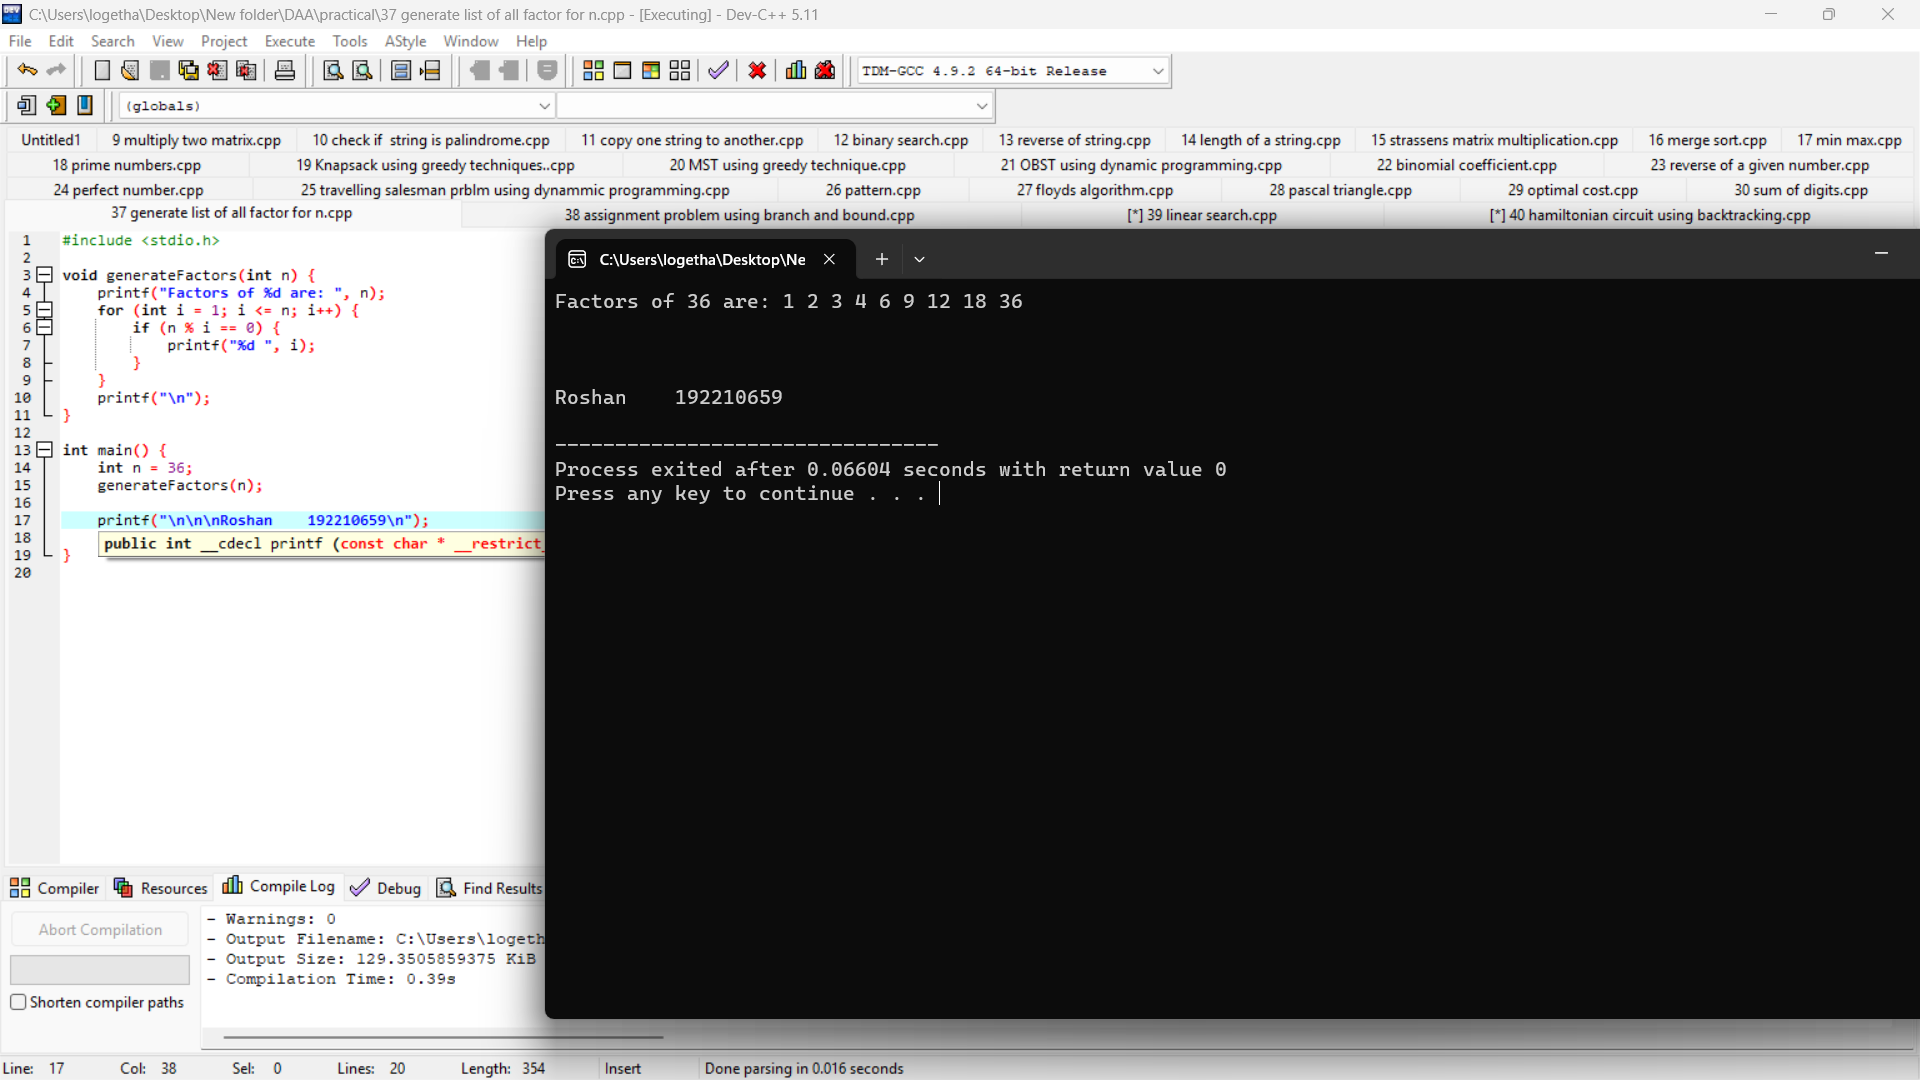 C:\Users\logetha\Desktop\New folder\DAA\practical\37 generate list of all factor for n.cpp - [Executing] - Dev-C++ 5.11
File Edit Search View Project Execute Tools AStyle Window Help
TDM-GCC 4.9.2 64-bit Release
(globals)
Untitled1 9 multiply two matrix.cpp 10 check if  string is palindrome.cpp 11 copy one string to another.cpp 12 binary search.cpp 13 reverse of string.cpp 14 length of a string.cpp 15 strassens matrix multiplication.cpp 16 merge sort.cpp 17 min max.cpp
18 prime numbers.cpp 19 Knapsack using greedy techniques..cpp 20 MST using greedy technique.cpp 21 OBST using dynamic programming.cpp 22 binomial coefficient.cpp 23 reverse of a given number.cpp
24 perfect number.cpp 25 travelling salesman prblm using dynammic programming.cpp 26 pattern.cpp 27 floyds algorithm.cpp 28 pascal triangle.cpp 29 optimal cost.cpp 30 sum of digits.cpp
37 generate list of all factor for n.cpp 38 assignment problem using branch and bound.cpp [*] 39 linear search.cpp [*] 40 hamiltonian circuit using backtracking.cpp
1 #include <stdio.h>
2
3 void generateFactors(int n) {
4     printf("Factors of %d are: ", n);
5     for (int i = 1; i <= n; i++) {
6         if (n % i == 0) {
7             printf("%d ", i);
8         }
9     }
10     printf("\n");
11 }
12
13 int main() {
14     int n = 36;
15     generateFactors(n);
16
17     printf("\n\n\nRoshan    192210659\n");
18 public int __cdecl printf (const char * __restrict_
19 }
20
C:\Users\logetha\Desktop\Ne
Factors of 36 are: 1 2 3 4 6 9 12 18 36
Roshan    192210659
--------------------------------
Process exited after 0.06604 seconds with return value 0
Press any key to continue . . .
Compiler Resources Compile Log Debug Find Results
Abort Compilation
Shorten compiler paths
- Warnings: 0
- Output Filename: C:\Users\logeth
- Output Size: 129.3505859375 KiB
- Compilation Time: 0.39s
Line: 17 Col: 38 Sel: 0 Lines: 20 Length: 354 Insert Done parsing in 0.016 seconds